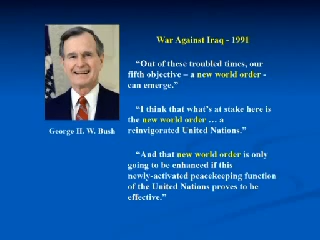 War Against Iraq - 1991
“Out of these troubled times, our
fifth objective – a new world order -
can emerge.”
“I think that what’s at stake here is
the new world order … a
reinvigorated United Nations.”
George H. W. Bush
“And that new world order is only
going to be enhanced if this
newly-activated peacekeeping function
of the United Nations proves to be
effective.”